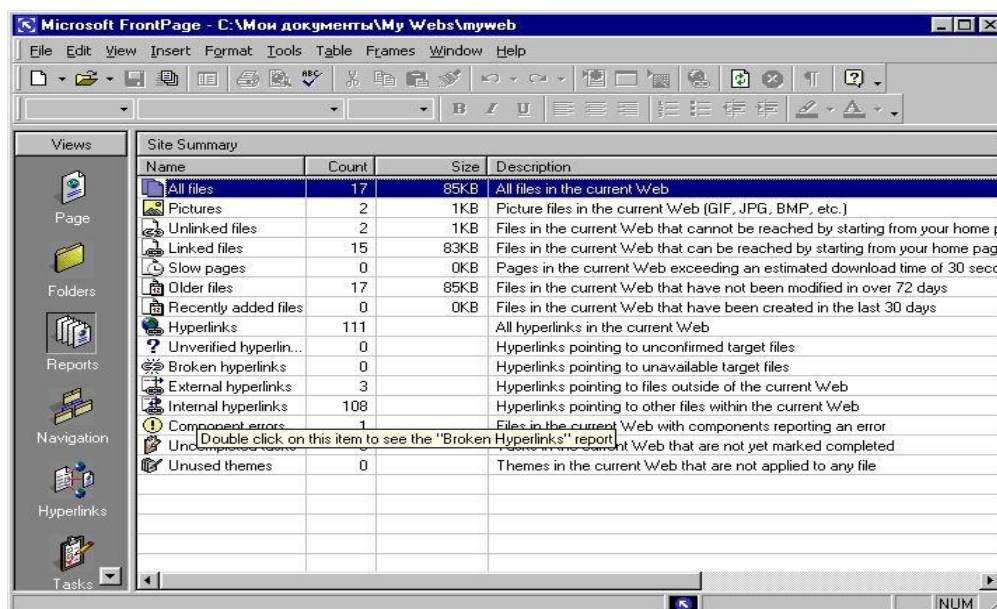 Microsoft FrontPage - C:\Мои документы\My Webs\myweb
File Edit View Insert Format Tools Table Frames Window Help
ABC
B I U A
Views
Site Summary
Name Count Size Description
All files 17 85KB All files in the current Web
Pictures 2 1KB Picture files in the current Web (GIF, JPG, BMP, etc.)
Page
Unlinked files 2 1KB Files in the current Web that cannot be reached by starting from your home p
Linked files 15 83KB Files in the current Web that can be reached by starting from your home pag
Slow pages 0 0KB Pages in the current Web exceeding an estimated download time of 30 seco
Folders
Older files 17 85KB Files in the current Web that have not been modified in over 72 days
Recently added files 0 0KB Files in the current Web that have been created in the last 30 days
Hyperlinks 111 All hyperlinks in the current Web
Unverified hyperlin... 0 Hyperlinks pointing to unconfirmed target files
Reports
Broken hyperlinks 0 Hyperlinks pointing to unavailable target files
External hyperlinks 3 Hyperlinks pointing to files outside of the current Web
Internal hyperlinks 108 Hyperlinks pointing to other files within the current Web
Component errors 1 Files in the current Web with components reporting an error
Navigation
Double click on this item to see the "Broken Hyperlinks" report
Web that are not yet marked completed
Unused themes 0 Themes in the current Web that are not applied to any file
Hyperlinks
Tasks
NUM